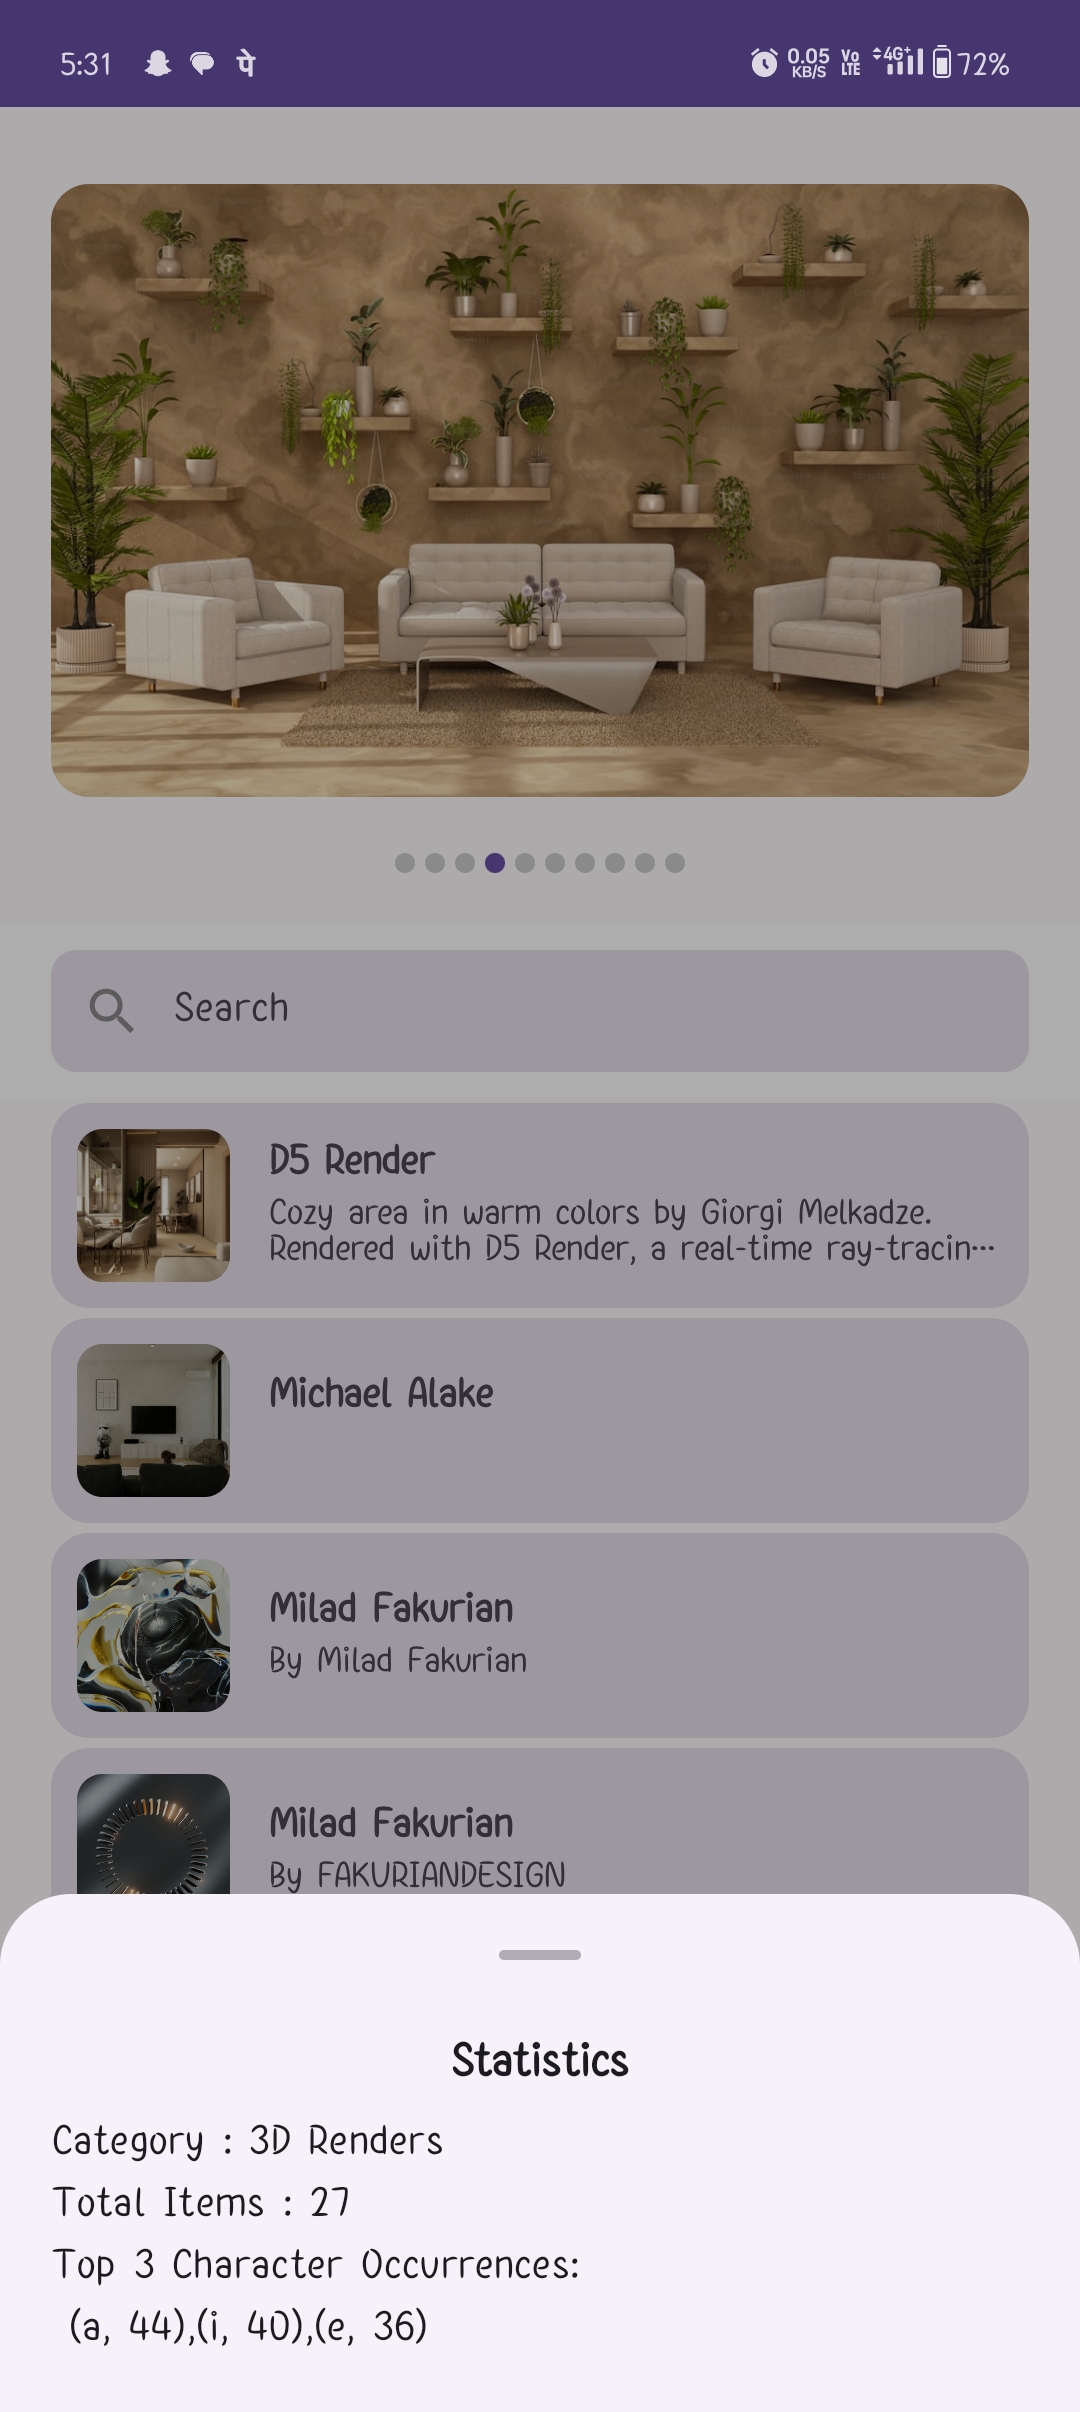 5:31 पे 0.05 KB/S Vo LTE 4G+ 72%
Search
D5 Render
Cozy area in warm colors by Giorgi Melkadze.
Rendered with D5 Render, a real-time ray-tracin...
Michael Alake
Milad Fakurian
By Milad Fakurian
Milad Fakurian
By FAKURIANDESIGN
Statistics
Category : 3D Renders
Total Items : 27
Top 3 Character Occurrences:
(a, 44),(i, 40),(e, 36)